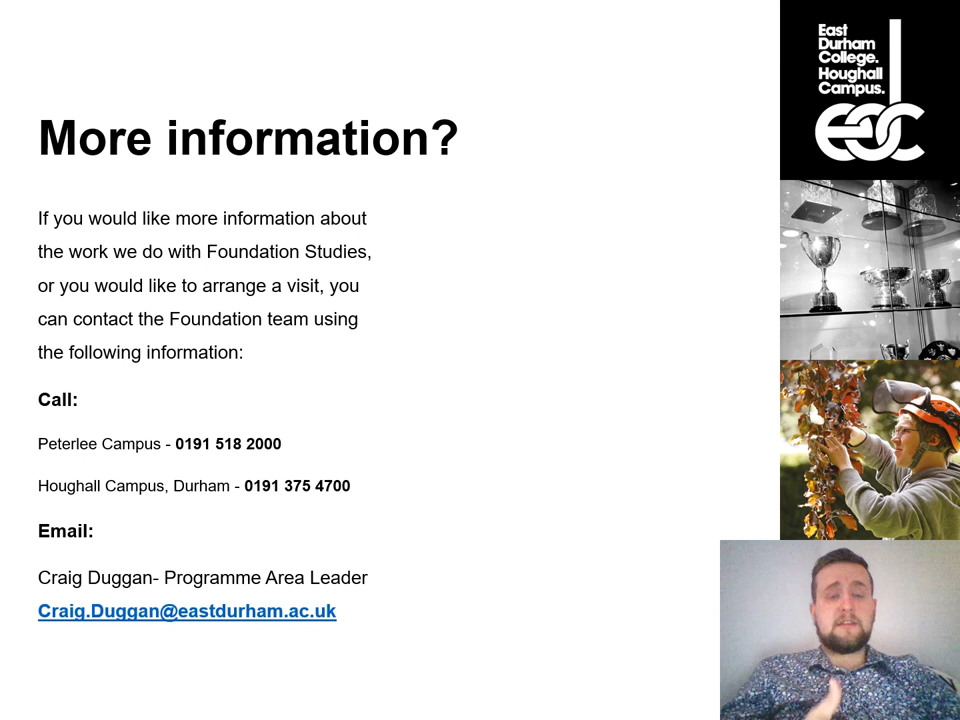 More information?
If you would like more information about
the work we do with Foundation Studies,
or you would like to arrange a visit, you
can contact the Foundation team using
the following information:
Call:
Peterlee Campus - 0191 518 2000
Houghall Campus, Durham - 0191 375 4700
Email:
Craig Duggan- Programme Area Leader
Craig.Duggan@eastdurham.ac.uk
East
Durham
College.
Houghall
Campus.
edc